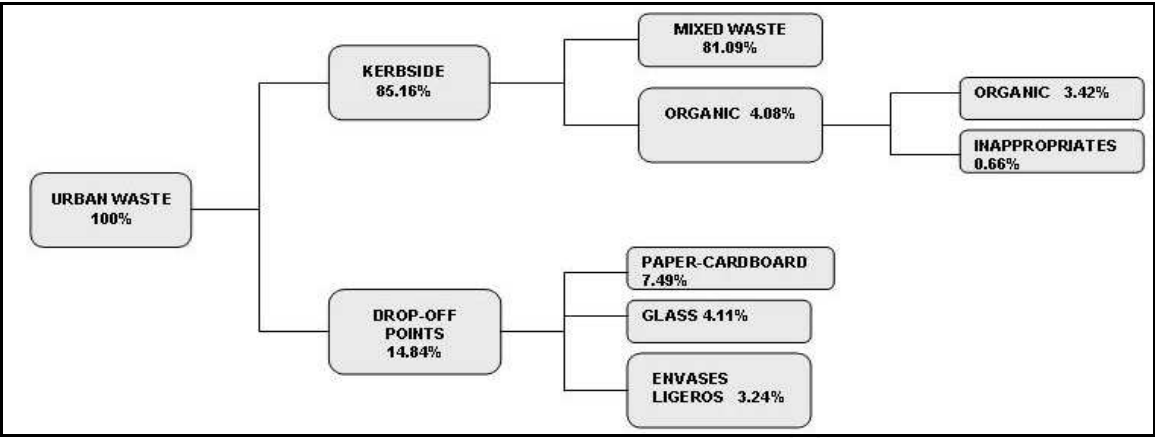 MIXED WASTE
81.09%
KERBSIDE
85.16%
ORGANIC 4.08%
ORGANIC 3.42%
INAPPROPRIATES
0.66%
URBAN WASTE
100%
PAPER-CARDBOARD
7.49%
GLASS 4.11%
DROP-OFF
POINTS
14.84%
ENVASES
LIGEROS 3.24%